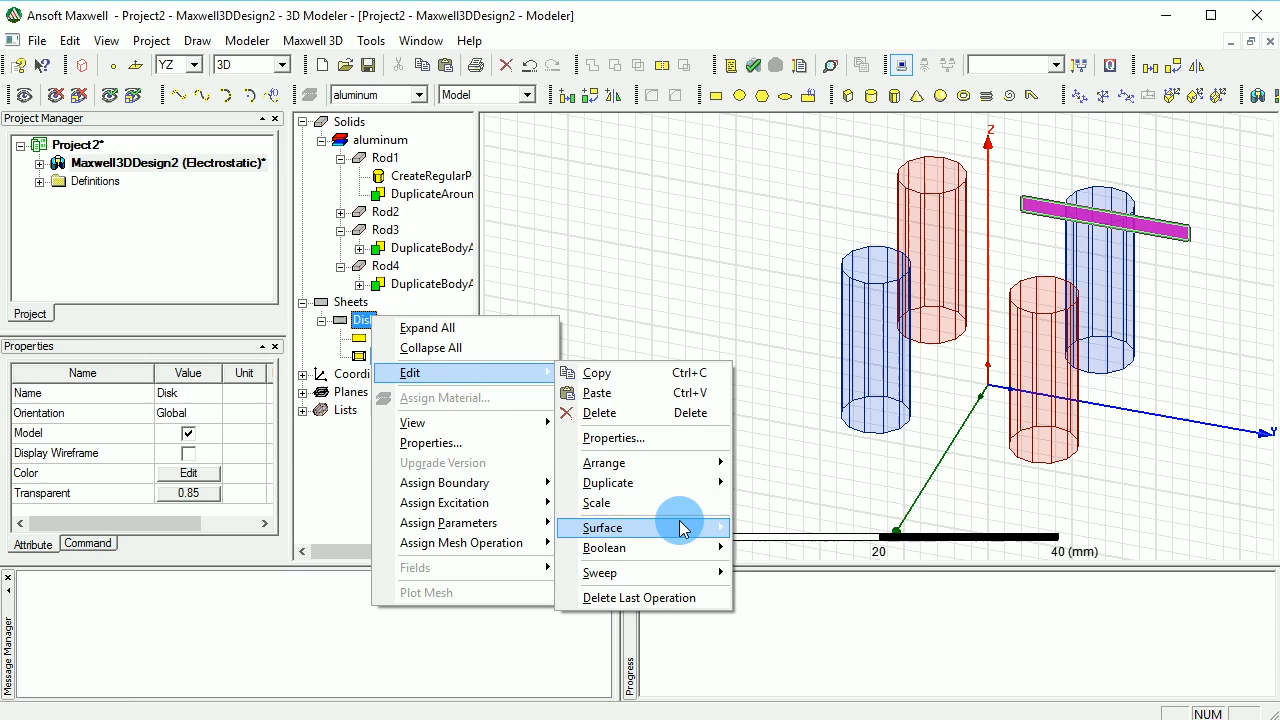 Ansoft Maxwell - Project2 - Maxwell3DDesign2 - 3D Modeler - [Project2 - Maxwell3DDesign2 - Modeler]
File Edit View Project Draw Modeler Maxwell 3D Tools Window Help
YZ 3D
aluminum Model
Project Manager
Project2*
Maxwell3DDesign2 (Electrostatic)*
Definitions
Project
Properties
Name Value Unit
Name Disk
Orientation Global
Model
Display Wireframe
Color Edit
Transparent 0.85
Attribute Command
Solids
aluminum
Rod1
CreateRegularP
DuplicateAroun
Rod2
Rod3
DuplicateBodyA
Rod4
DuplicateBodyA
Sheets
Dis
Coordi
Planes
Lists
Expand All
Collapse All
Edit
Assign Material...
View
Properties...
Upgrade Version
Assign Boundary
Assign Excitation
Assign Parameters
Assign Mesh Operation
Fields
Plot Mesh
Copy Ctrl+C
Paste Ctrl+V
Delete Delete
Properties...
Arrange
Duplicate
Scale
Surface
Boolean
Sweep
Delete Last Operation
Z
Y
20 40 (mm)
Message Manager
Progress
NUM